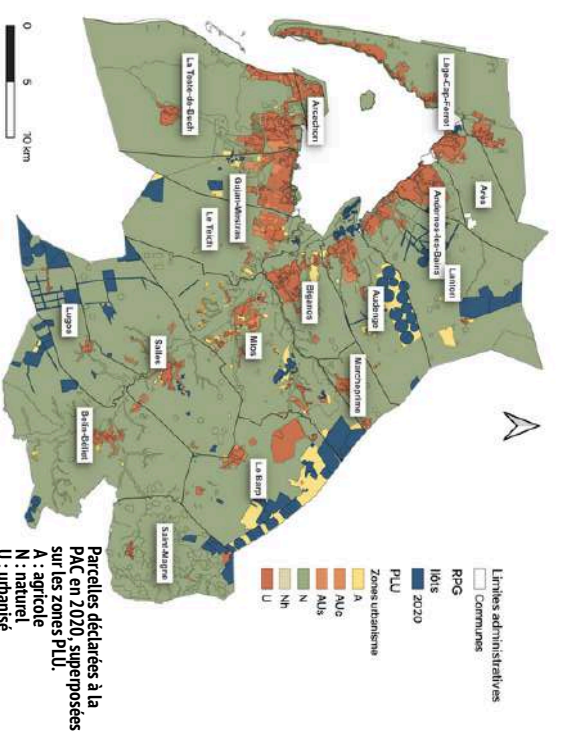 Limites administratives
Communes
RPG
Ilôts
2020
PLU
Zones urbanisme
A
AUc
AUs
N
Nh
U
Lège-Cap-Ferret
Arès
Andernos-les-Bains
Lanton
Audenge
Arcachon
La Teste-de-Buch
Gujan-Mestras
Le Teich
Biganos
Mios
Marcheprime
Le Barp
Lugos
Salles
Belin-Béliet
Saint-Magne
0 5 10 km
Parcelles déclarées à la
PAC en 2020, superposées
sur les zones PLU.
A : agricole
N : naturel
U : urbanisé